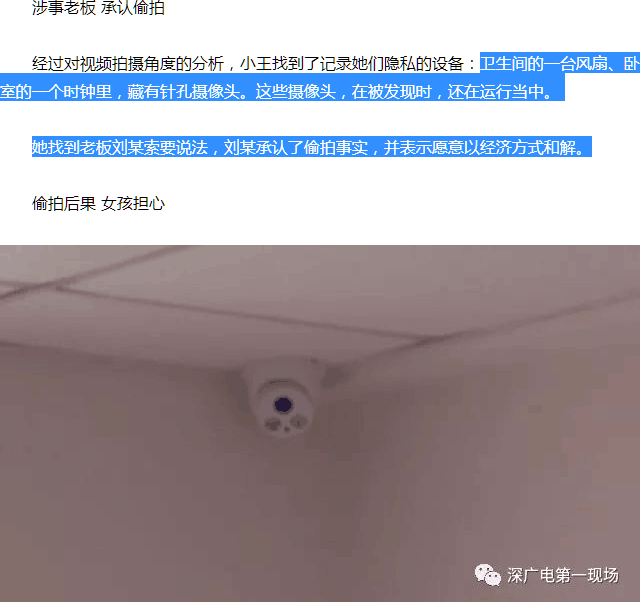 涉事老板 承认偷拍
经过对视频拍摄角度的分析，小王找到了记录她们隐私的设备：卫生间的一台风扇、卧
室的一个时钟里，藏有针孔摄像头。这些摄像头，在被发现时，还在运行当中。
她找到老板刘某索要说法，刘某承认了偷拍事实，并表示愿意以经济方式和解。
偷拍后果 女孩担心
深广电第一现场